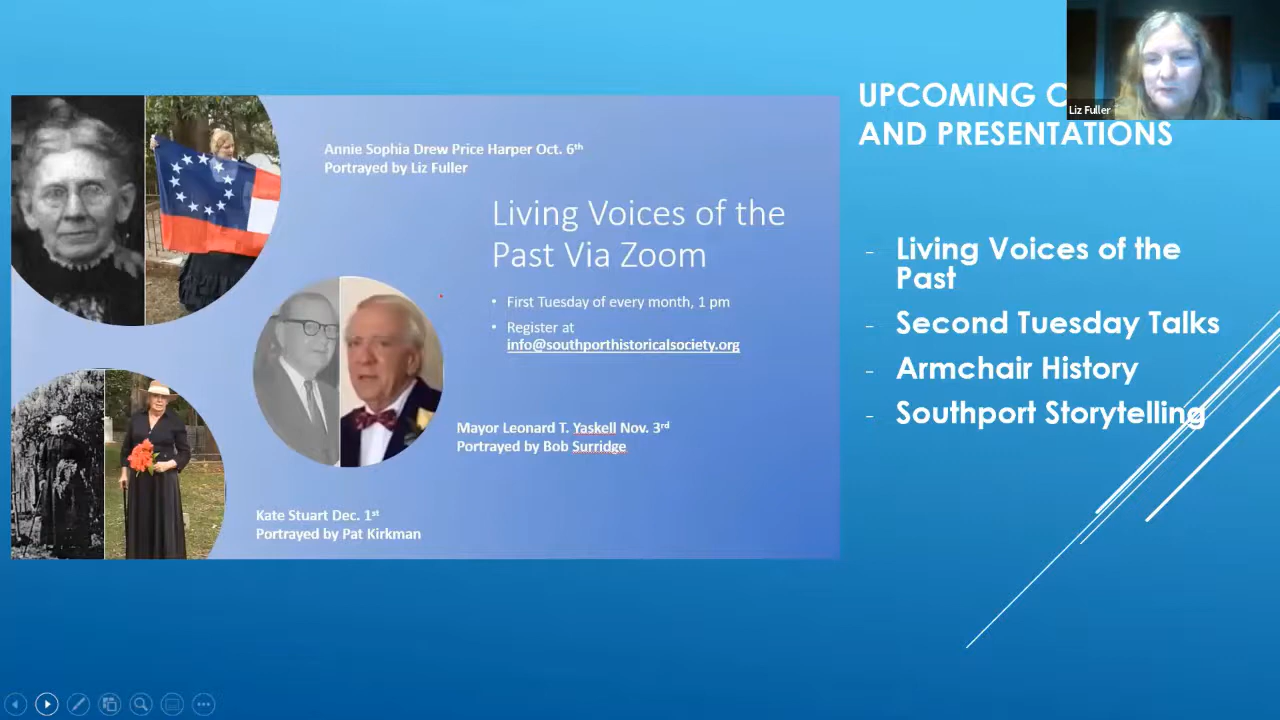 UPCOMING
Liz Fuller
AND PRESENTATIONS
Annie Sophia Drew Price Harper Oct. 6th
Portrayed by Liz Fuller
Living Voices of the
Past Via Zoom
• First Tuesday of every month, 1 pm
• Register at
info@southporthistoricalsociety.org
Mayor Leonard T. Yaskell Nov. 3rd
Portrayed by Bob Surridge
Kate Stuart Dec. 1st
Portrayed by Pat Kirkman
- Living Voices of the
Past
- Second Tuesday Talks
- Armchair History
- Southport Storytelling